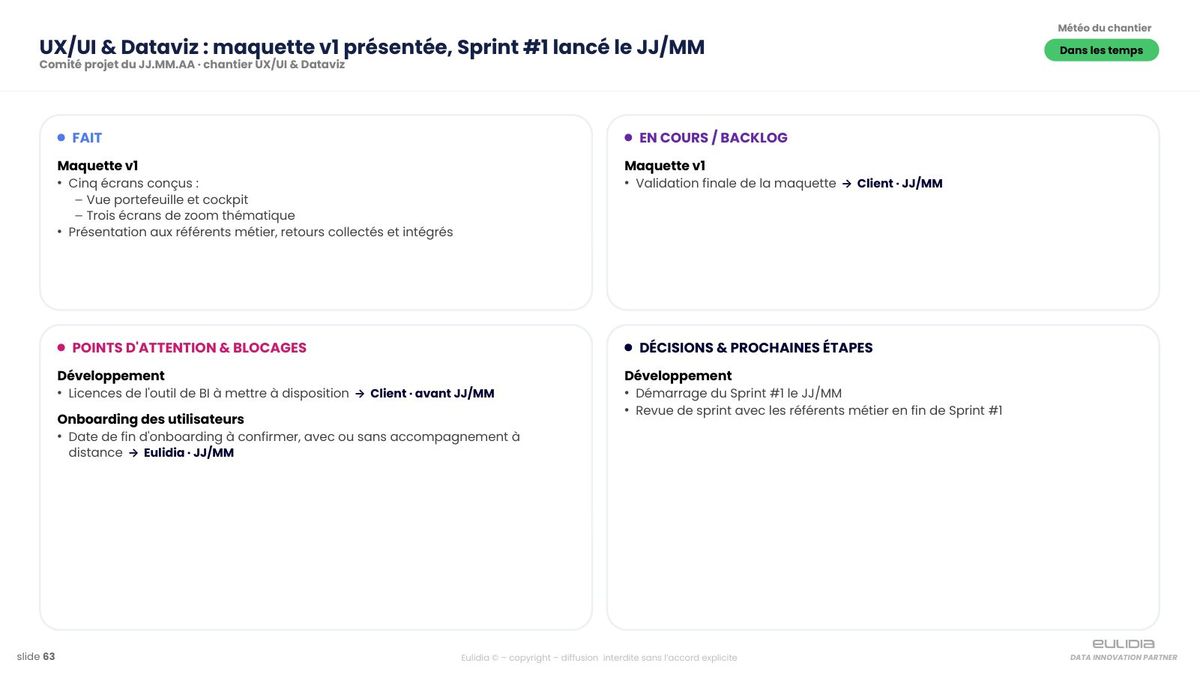 UX/UI & Dataviz : maquette v1 présentée, Sprint #1 lancé le JJ/MM
Comité projet du JJ.MM.AA · chantier UX/UI & Dataviz
Météo du chantier
Dans les temps
• FAIT
Maquette v1
• Cinq écrans conçus :
– Vue portefeuille et cockpit
– Trois écrans de zoom thématique
• Présentation aux référents métier, retours collectés et intégrés
• EN COURS / BACKLOG
Maquette v1
• Validation finale de la maquette → Client · JJ/MM
• POINTS D'ATTENTION & BLOCAGES
Développement
• Licences de l'outil de BI à mettre à disposition → Client · avant JJ/MM
Onboarding des utilisateurs
• Date de fin d'onboarding à confirmer, avec ou sans accompagnement à
distance → Eulidia · JJ/MM
• DÉCISIONS & PROCHAINES ÉTAPES
Développement
• Démarrage du Sprint #1 le JJ/MM
• Revue de sprint avec les référents métier en fin de Sprint #1
slide 63
Eulidia © – copyright – diffusion interdite sans l'accord explicite
EULIDIA
DATA INNOVATION PARTNER